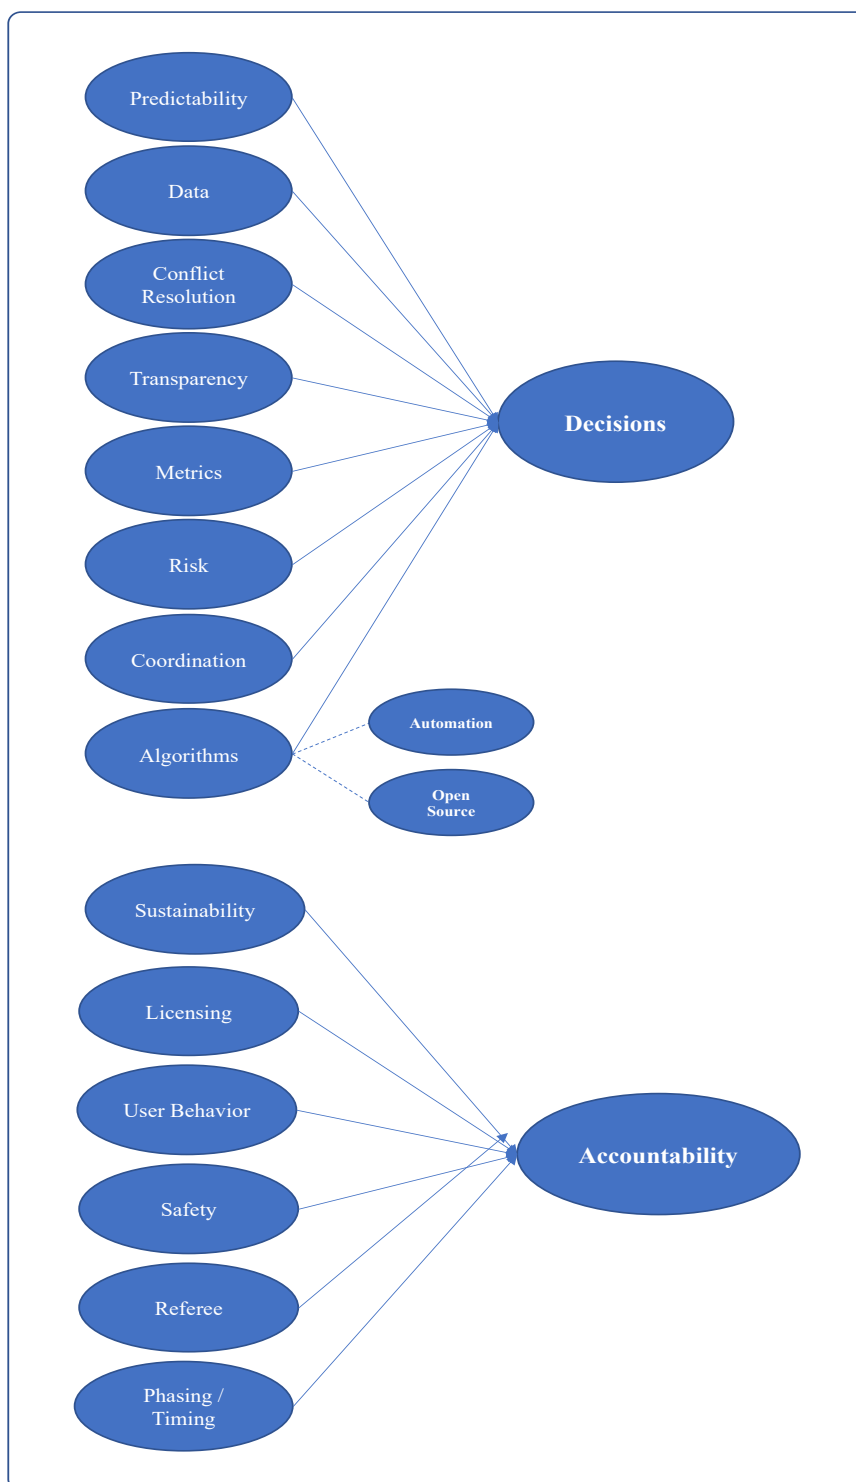 Predictability
Data
Conflict
Resolution
Transparency
Metrics
Risk
Coordination
Algorithms
Decisions
Automation
Open
Source
Sustainability
Licensing
User Behavior
Safety
Referee
Phasing /
Timing
Accountability